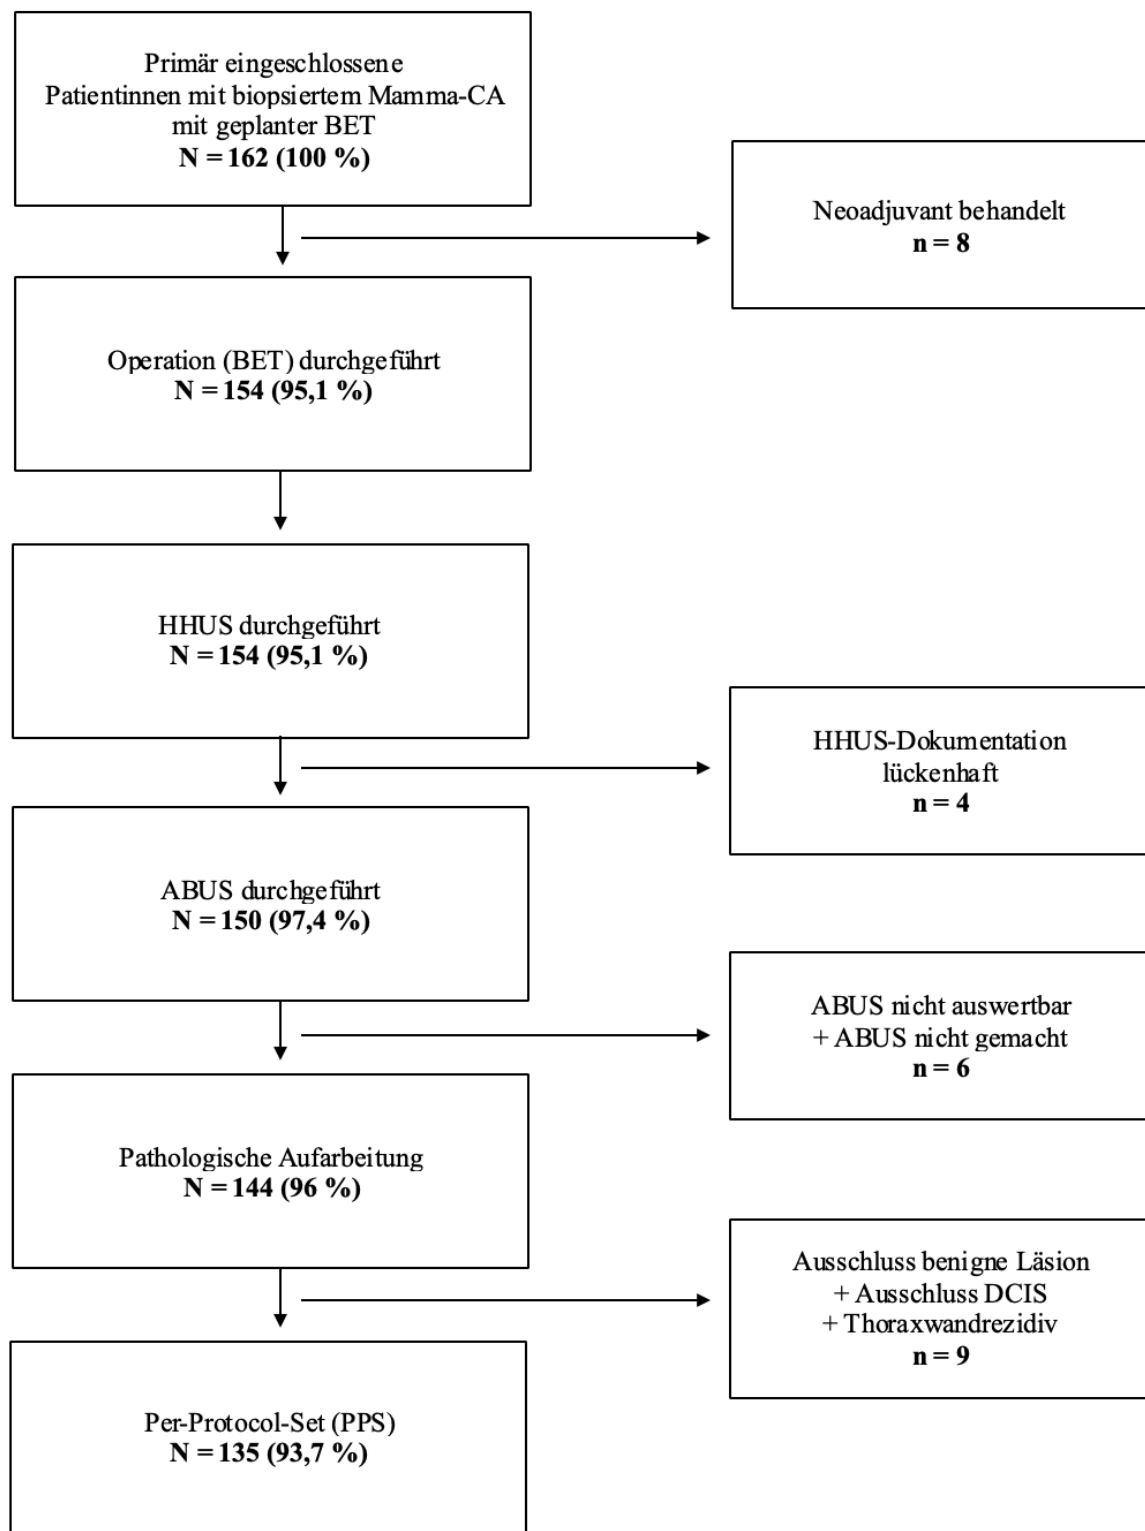 Primär eingeschlossene
Patientinnen mit biopsiertem Mamma-CA
mit geplanter BET
N = 162 (100 %)
Neoadjuvant behandelt
n = 8
Operation (BET) durchgeführt
N = 154 (95,1 %)
HHUS durchgeführt
N = 154 (95,1 %)
HHUS-Dokumentation
lückenhaft
n = 4
ABUS durchgeführt
N = 150 (97,4 %)
ABUS nicht auswertbar
+ ABUS nicht gemacht
n = 6
Pathologische Aufarbeitung
N = 144 (96 %)
Ausschluss benigne Läsion
+ Ausschluss DCIS
+ Thoraxwandrezidiv
n = 9
Per-Protocol-Set (PPS)
N = 135 (93,7 %)